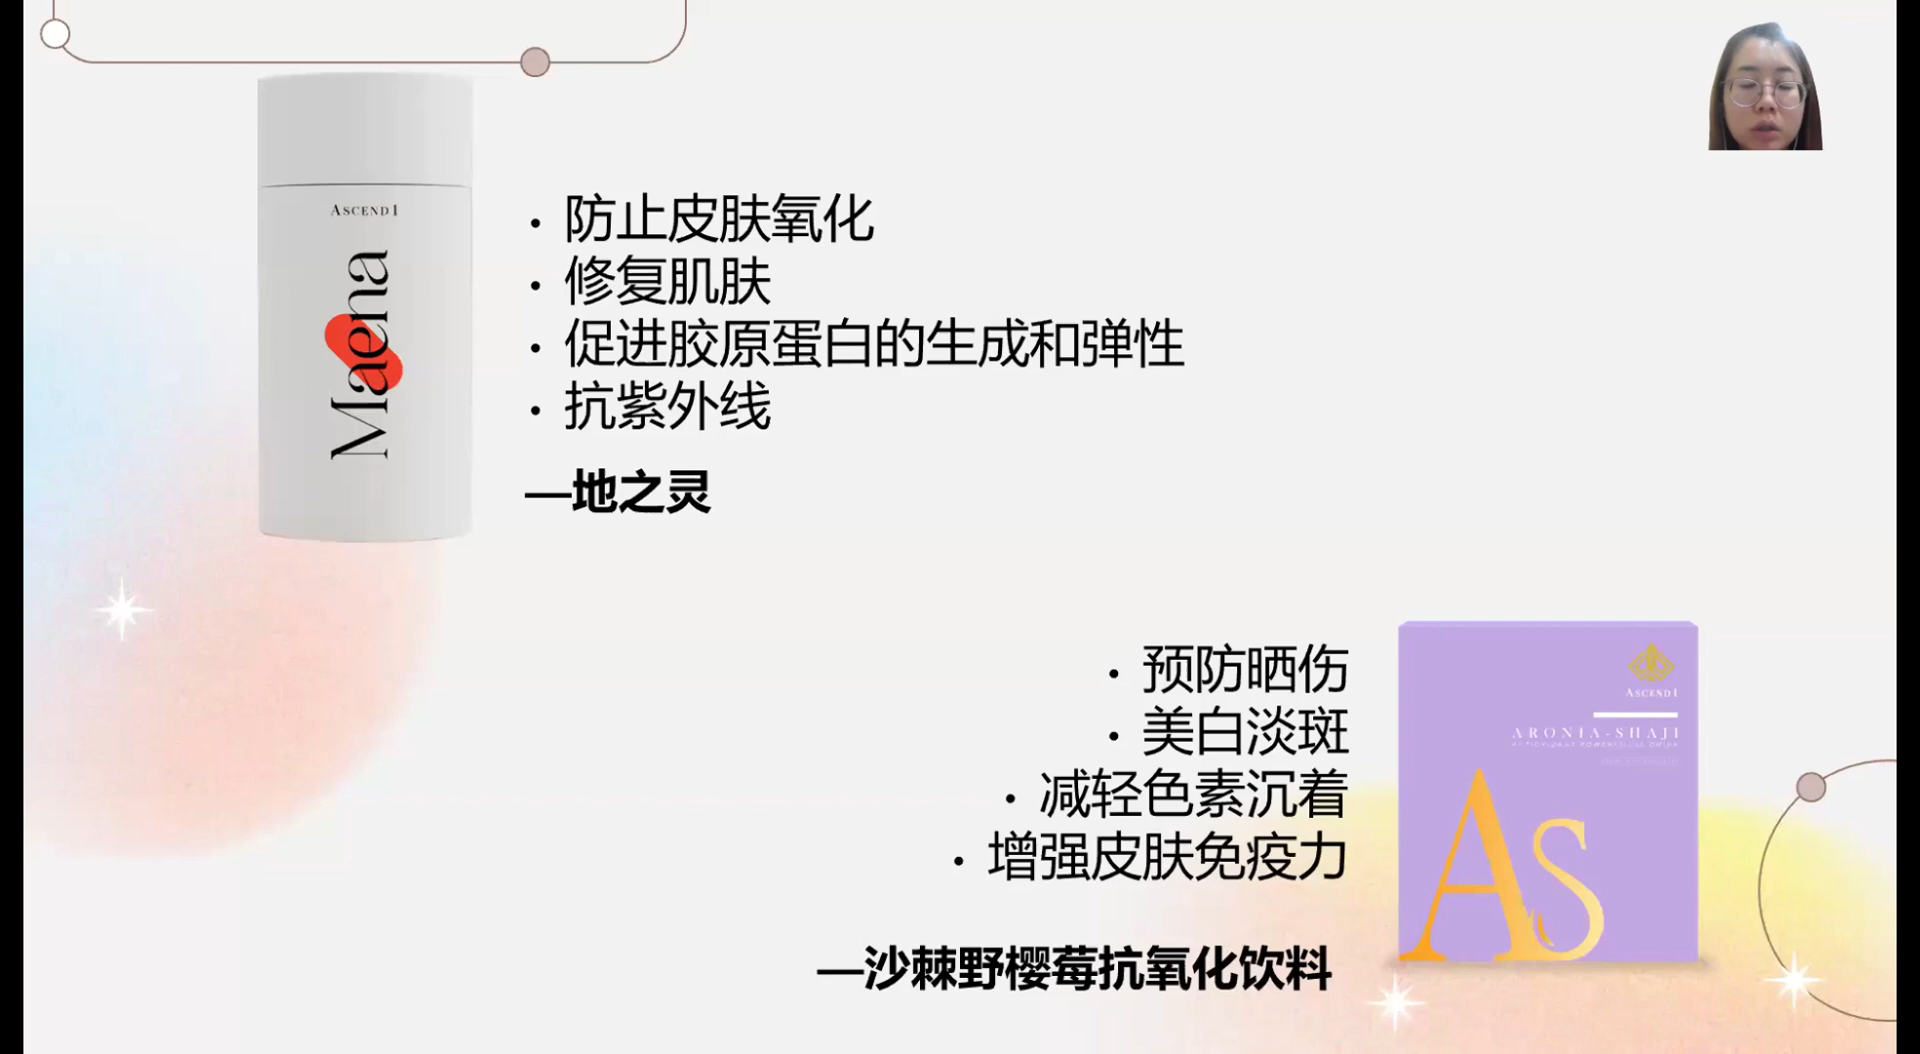 ASCEND1
Maena
• 防止皮肤氧化
• 修复肌肤
• 促进胶原蛋白的生成和弹性
• 抗紫外线
—地之灵
• 预防晒伤
• 美白淡斑
• 减轻色素沉着
• 增强皮肤免疫力
—沙棘野樱莓抗氧化饮料
ASCEND1
ARONIA-SHAJI
AS